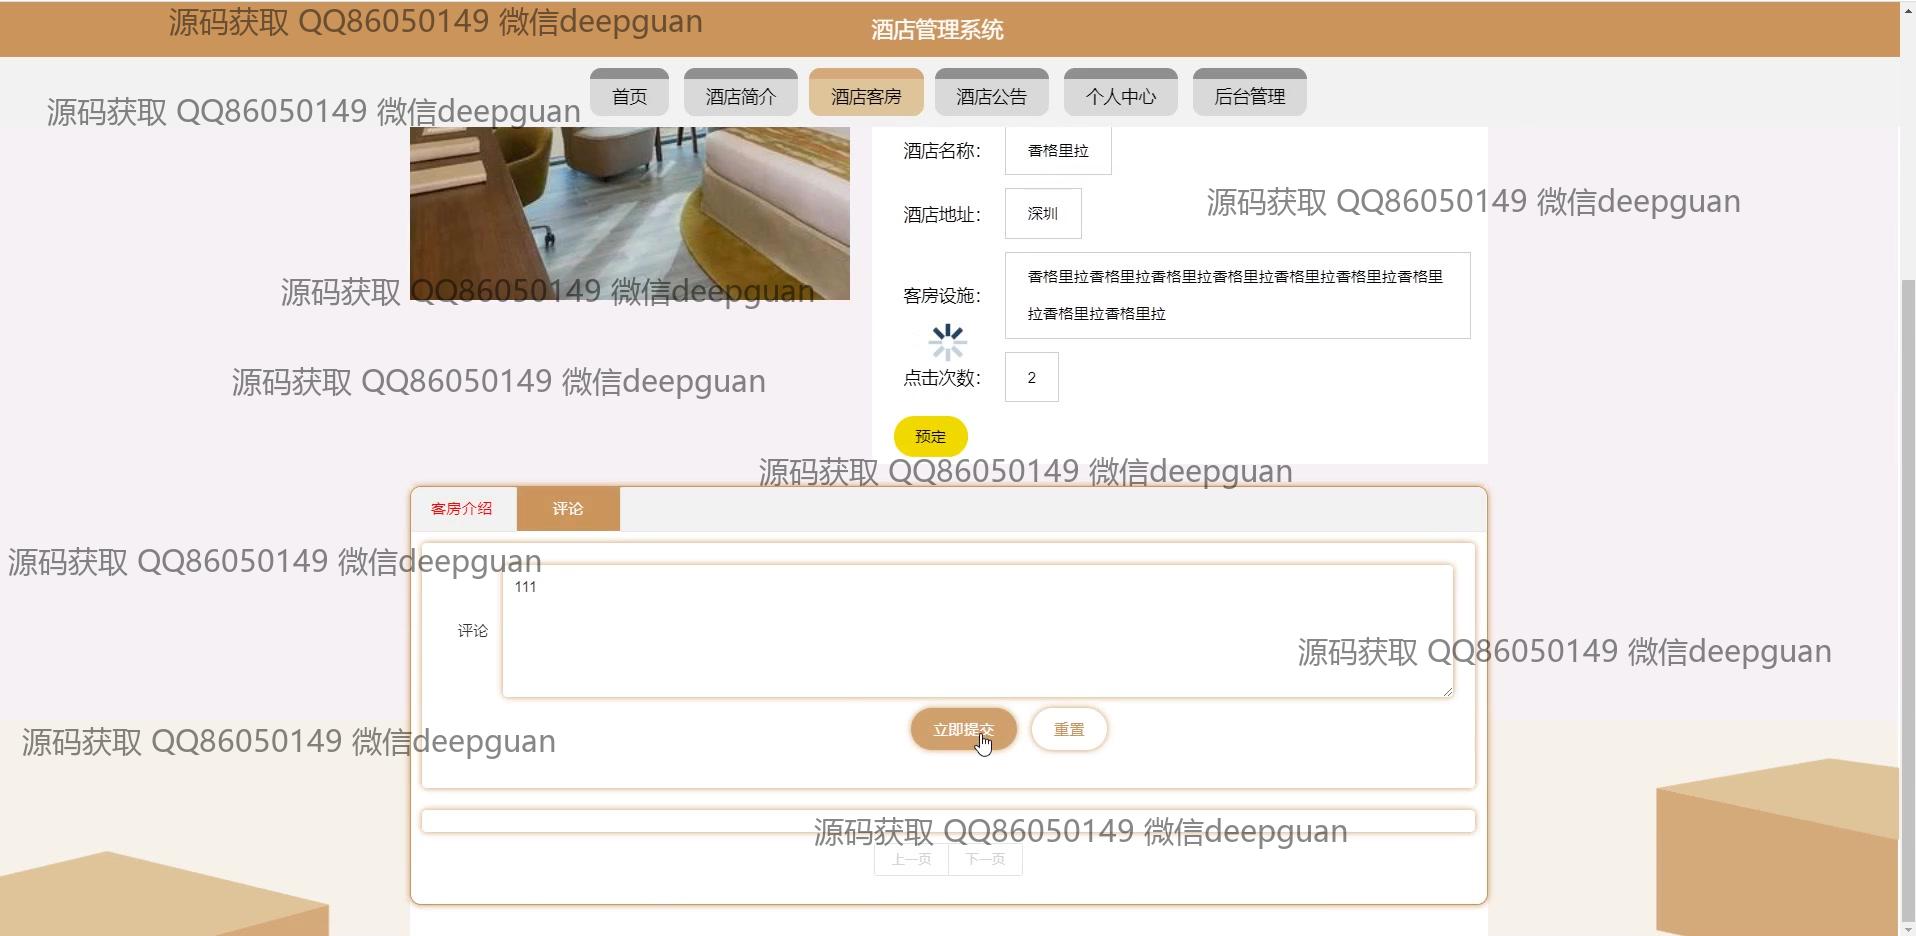 源码获取 QQ86050149 微信deepguan
酒店管理系统
首页 酒店简介 酒店客房 酒店公告 个人中心 后台管理
源码获取 QQ86050149 微信deepguan
酒店名称： 香格里拉
源码获取 QQ86050149 微信deepguan
酒店地址： 深圳
客房设施： 香格里拉香格里拉香格里拉香格里拉香格里拉香格里拉香格里
拉香格里拉香格里拉
源码获取 QQ86050149 微信deepguan
点击次数： 2
源码获取 QQ86050149 微信deepguan
预定
源码获取 QQ86050149 微信deepguan
客房介绍 评论
源码获取 QQ86050149 微信deepguan
111
评论
源码获取 QQ86050149 微信deepguan
立即提交 重置
源码获取 QQ86050149 微信deepguan
源码获取 QQ86050149 微信deepguan
上一页 下一页